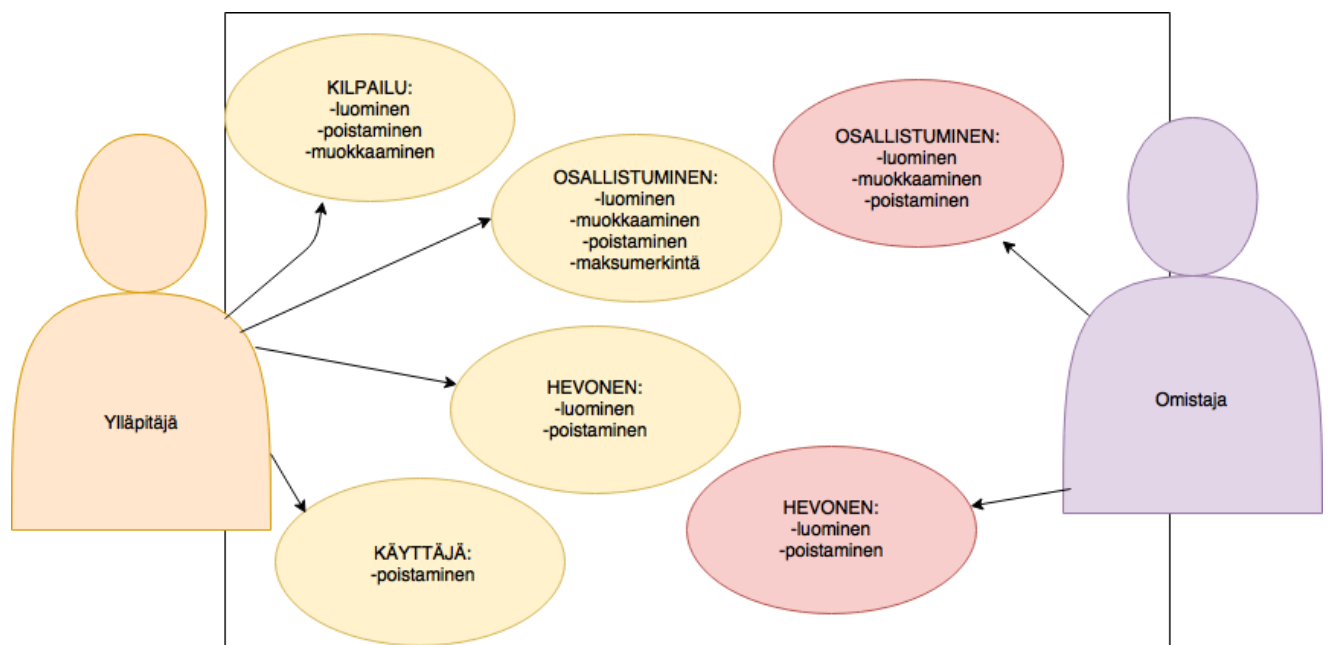 KILPAILU:
-luominen
-poistaminen
-muokkaaminen
OSALLISTUMINEN:
-luominen
-muokkaaminen
-poistaminen
-maksumerkintä
OSALLISTUMINEN:
-luominen
-muokkaaminen
-poistaminen
Ylläpitäjä
HEVONEN:
-luominen
-poistaminen
Omistaja
KÄYTTÄJÄ:
-poistaminen
HEVONEN:
-luominen
-poistaminen